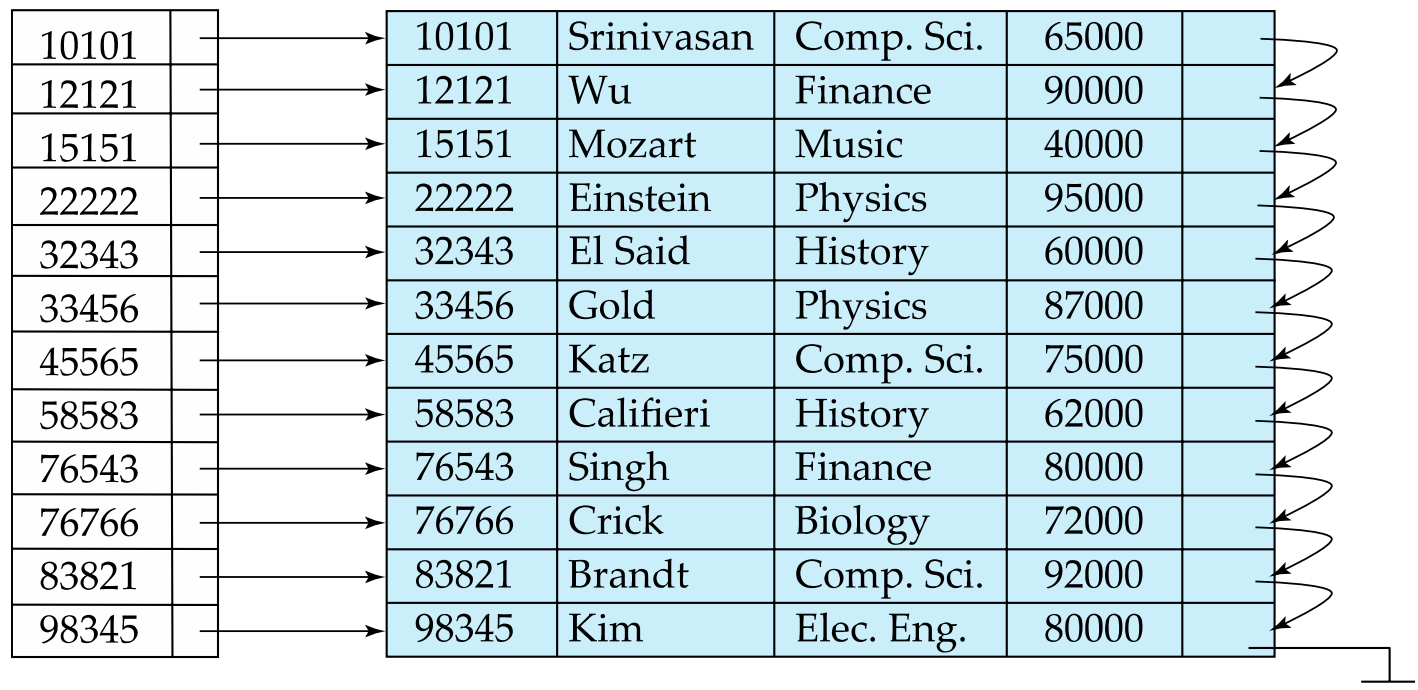 10101 10101 Srinivasan Comp. Sci. 65000
12121 12121 Wu Finance 90000
15151 15151 Mozart Music 40000
22222 22222 Einstein Physics 95000
32343 32343 El Said History 60000
33456 33456 Gold Physics 87000
45565 45565 Katz Comp. Sci. 75000
58583 58583 Califieri History 62000
76543 76543 Singh Finance 80000
76766 76766 Crick Biology 72000
83821 83821 Brandt Comp. Sci. 92000
98345 98345 Kim Elec. Eng. 80000